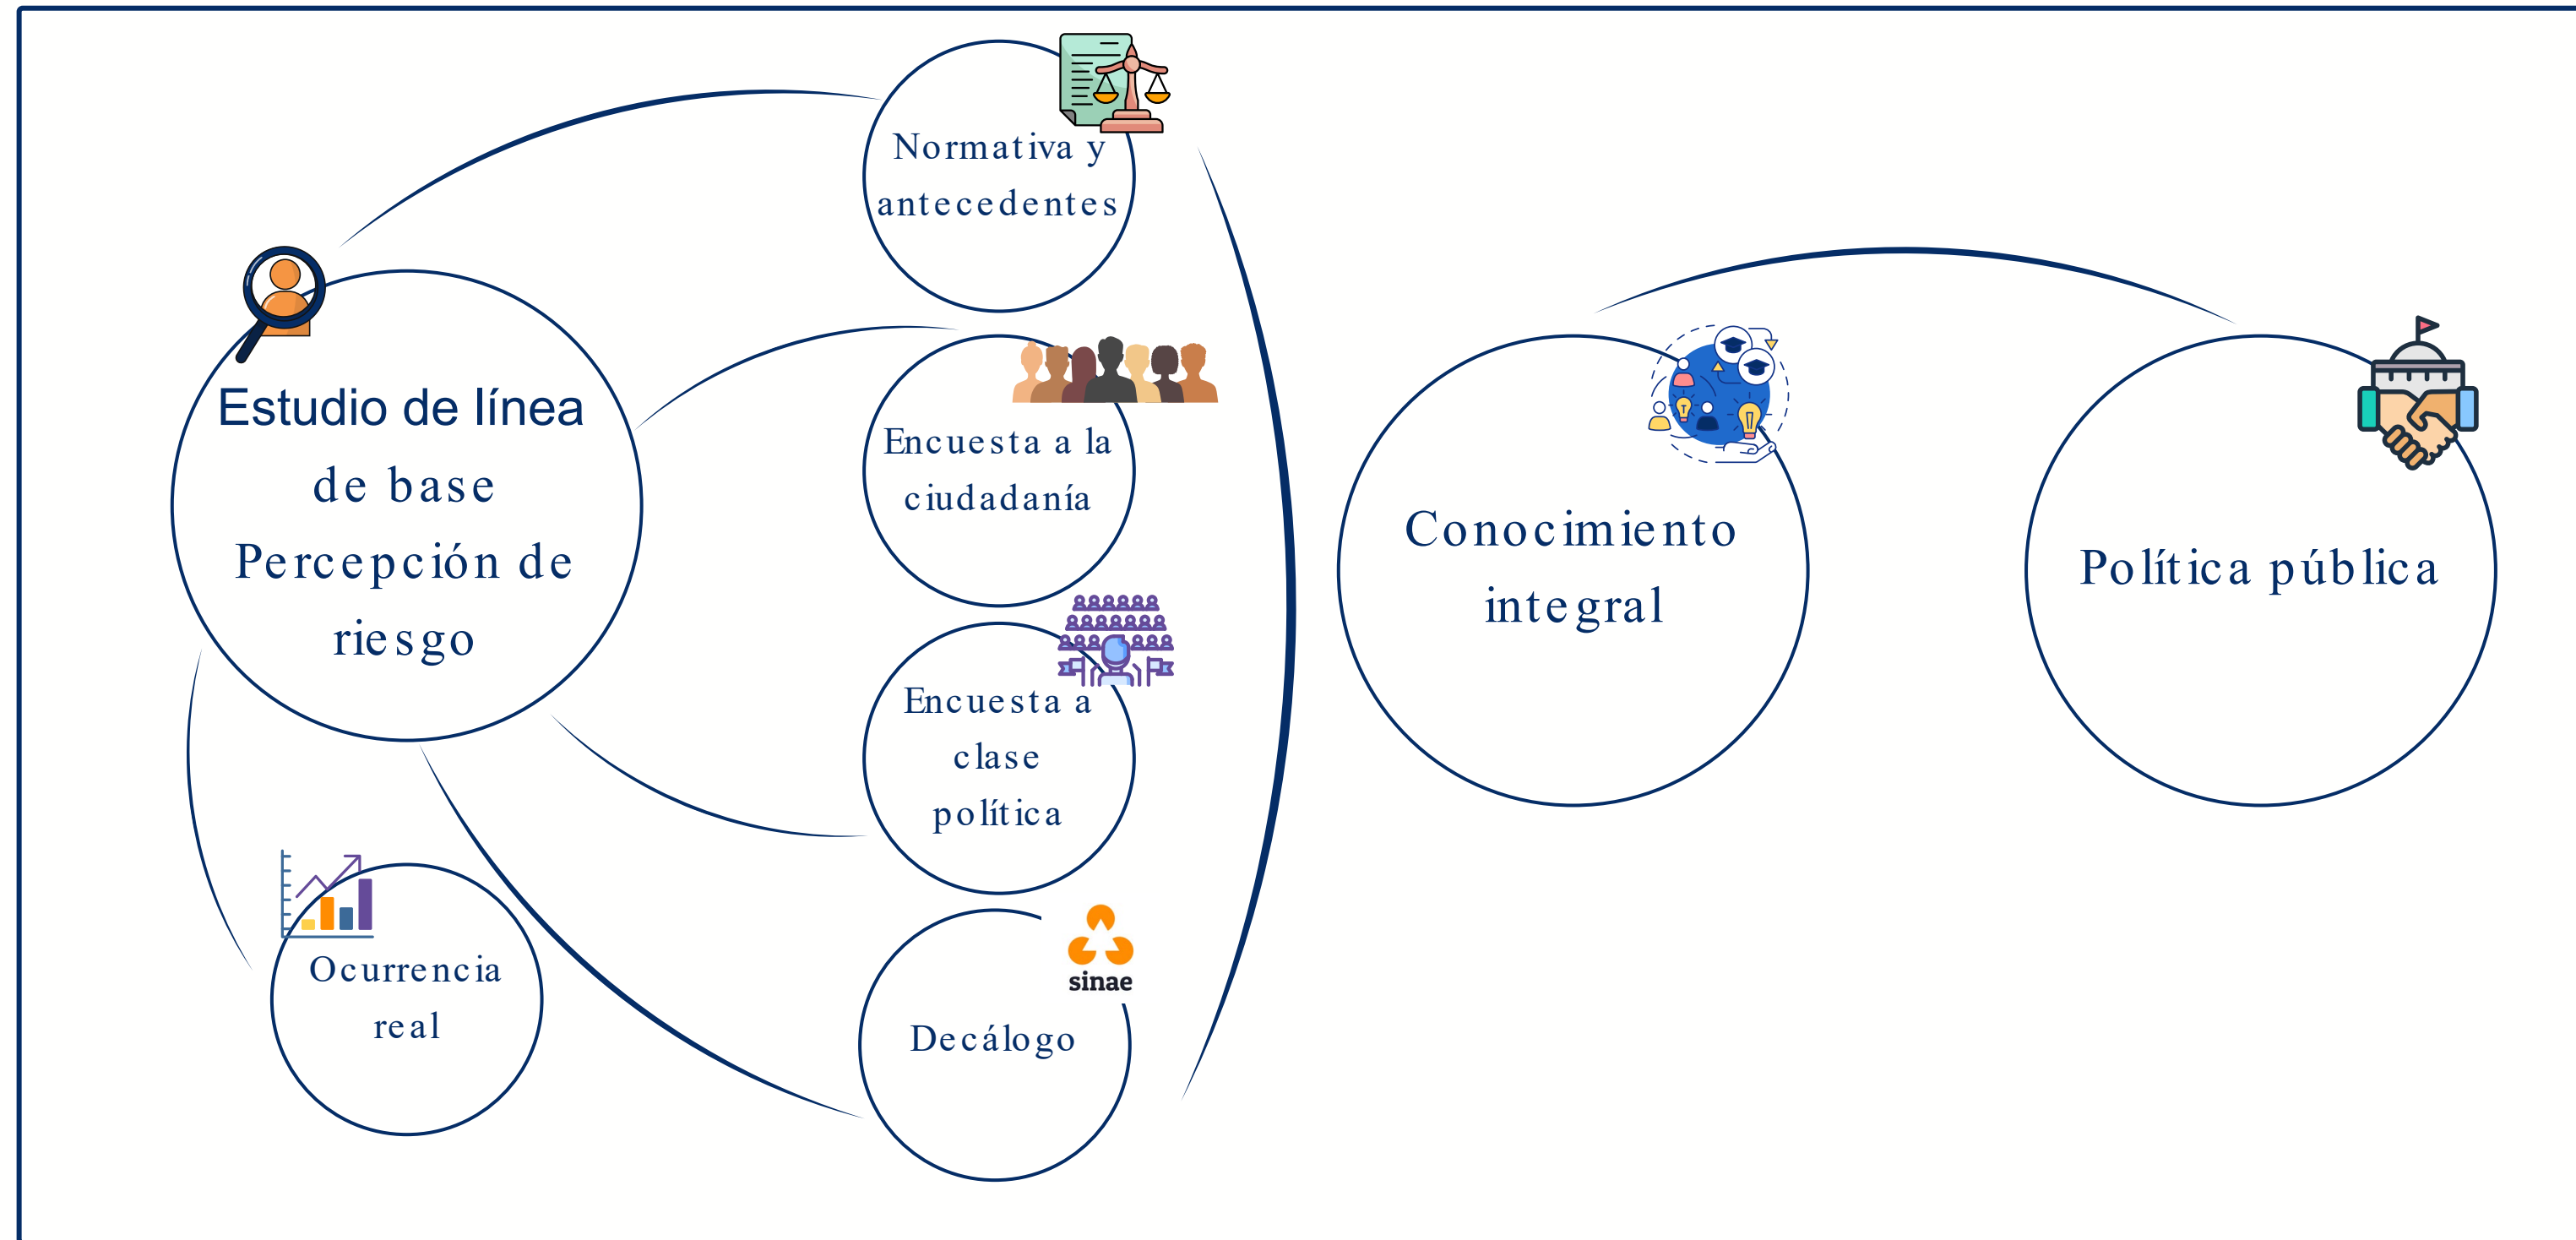 Estudio de línea
de base
Percepción de
riesgo
Ocurrencia
real
Normativa y
antecedentes
Encuesta a la
ciudadanía
Encuesta a
clase
política
sinae
Decálogo
Conocimiento
integral
Política pública